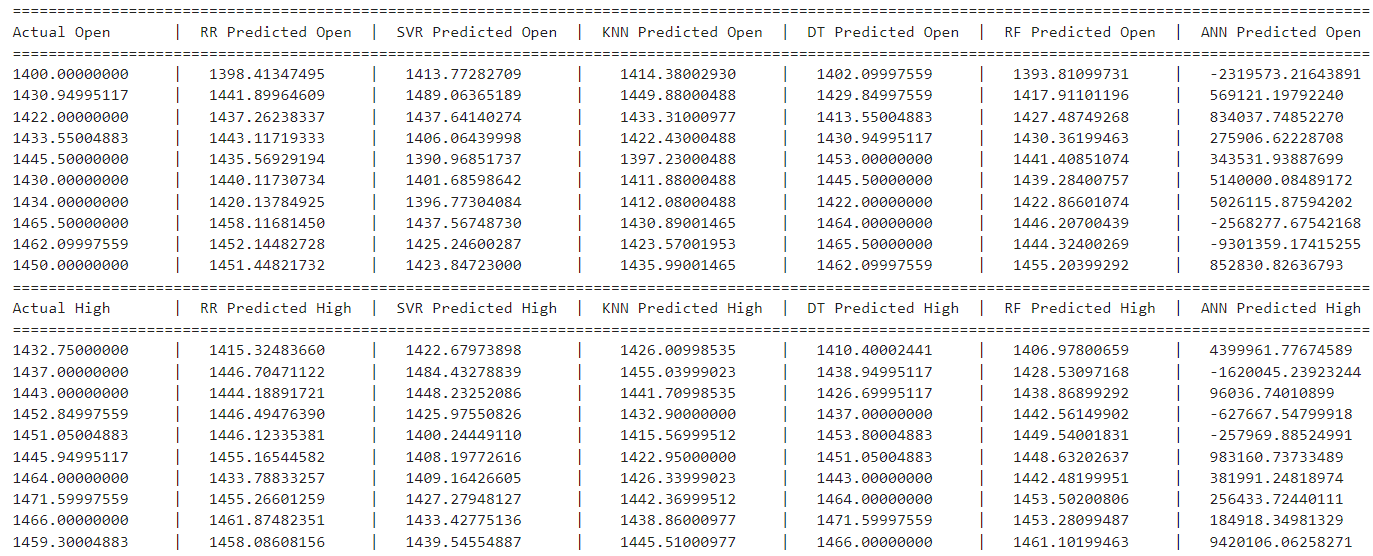 ==========================================================================================================================================================================
Actual Open | RR Predicted Open | SVR Predicted Open | KNN Predicted Open | DT Predicted Open | RF Predicted Open | ANN Predicted Open
==========================================================================================================================================================================
1400.00000000 | 1398.41347495 | 1413.77282709 | 1414.38002930 | 1402.09997559 | 1393.81099731 | -2319573.21643891
1430.94995117 | 1441.89964609 | 1489.06365189 | 1449.88000488 | 1429.84997559 | 1417.91101196 | 569121.19792240
1422.00000000 | 1437.26238337 | 1437.64140274 | 1433.31000977 | 1413.55004883 | 1427.48749268 | 834037.74852270
1433.55004883 | 1443.11719333 | 1406.06439998 | 1422.43000488 | 1430.94995117 | 1430.36199463 | 275906.62228708
1445.50000000 | 1435.56929194 | 1390.96851737 | 1397.23000488 | 1453.00000000 | 1441.40851074 | 343531.93887699
1430.00000000 | 1440.11730734 | 1401.68598642 | 1411.88000488 | 1445.50000000 | 1439.28400757 | 5140000.08489172
1434.00000000 | 1420.13784925 | 1396.77304084 | 1412.08000488 | 1422.00000000 | 1422.86601074 | 5026115.87594202
1465.50000000 | 1458.11681450 | 1437.56748730 | 1430.89001465 | 1464.00000000 | 1446.20700439 | -2568277.67542168
1462.09997559 | 1452.14482728 | 1425.24600287 | 1423.57001953 | 1465.50000000 | 1444.32400269 | -9301359.17415255
1450.00000000 | 1451.44821732 | 1423.84723000 | 1435.99001465 | 1462.09997559 | 1455.20399292 | 852830.82636793
==========================================================================================================================================================================
Actual High | RR Predicted High | SVR Predicted High | KNN Predicted High | DT Predicted High | RF Predicted High | ANN Predicted High
==========================================================================================================================================================================
1432.75000000 | 1415.32483660 | 1422.67973898 | 1426.00998535 | 1410.40002441 | 1406.97800659 | 4399961.77674589
1437.00000000 | 1446.70471122 | 1484.43278839 | 1455.03999023 | 1438.94995117 | 1428.53097168 | -1620045.23923244
1443.00000000 | 1444.18891721 | 1448.23252086 | 1441.70998535 | 1426.69995117 | 1438.86899292 | 96036.74010899
1452.84997559 | 1446.49476390 | 1425.97550826 | 1432.90000000 | 1437.00000000 | 1442.56149902 | -627667.54799918
1451.05004883 | 1446.12335381 | 1400.24449110 | 1415.56999512 | 1453.80004883 | 1449.54001831 | -257969.88524991
1445.94995117 | 1455.16544582 | 1408.19772616 | 1422.95000000 | 1451.05004883 | 1448.63202637 | 983160.73733489
1464.00000000 | 1433.78833257 | 1409.16426605 | 1426.33999023 | 1443.00000000 | 1442.48199951 | 381991.24818974
1471.59997559 | 1455.26601259 | 1427.27948127 | 1442.36999512 | 1464.00000000 | 1453.50200806 | 256433.72440111
1466.00000000 | 1461.87482351 | 1433.42775136 | 1438.86000977 | 1471.59997559 | 1453.28099487 | 184918.34981329
1459.30004883 | 1458.08608156 | 1439.54554887 | 1445.51000977 | 1466.00000000 | 1461.10199463 | 9420106.06258271